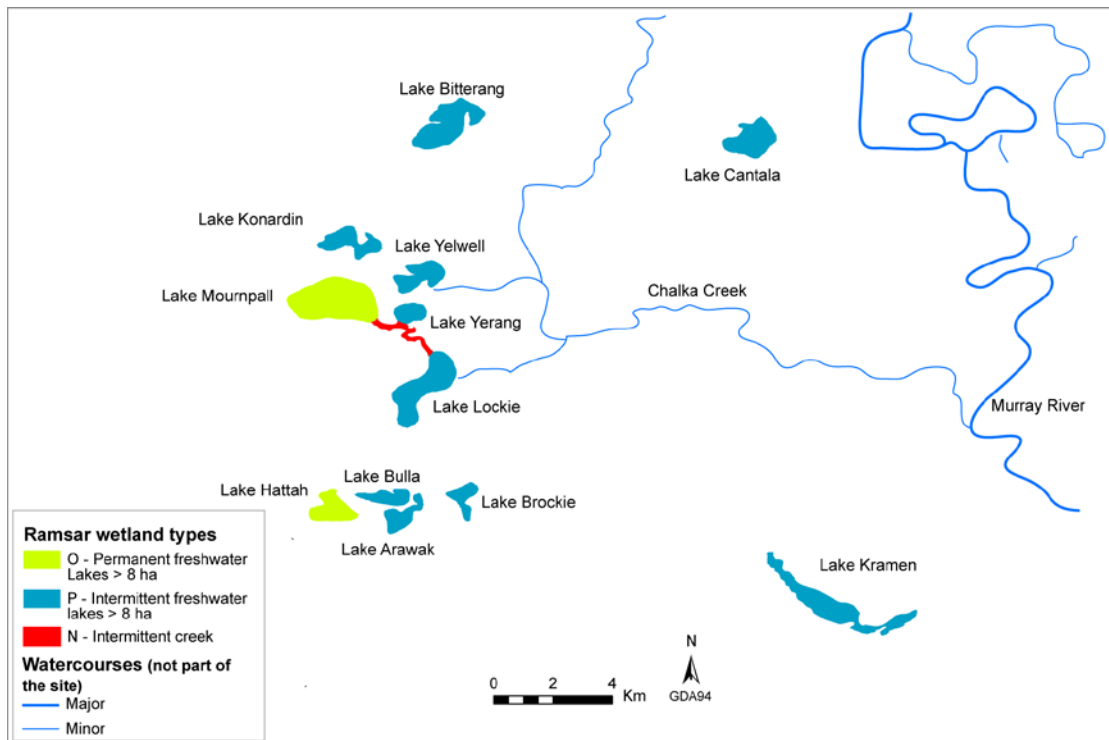 Lake Bitterang
Lake Cantala
Lake Konardin
Lake Yelwell
Lake Mournpall
Chalka Creek
Lake Yerang
Lake Lockie
Murray River
Lake Bulla
Lake Hattah
Lake Brockie
Lake Arawak
Lake Kramen
Ramsar wetland types
O - Permanent freshwater
Lakes > 8 ha
P - Intermittent freshwater
lakes > 8 ha
N - Intermittent creek
Watercourses (not part of
the site)
Major
Minor
0 2 4
Km
N
GDA94